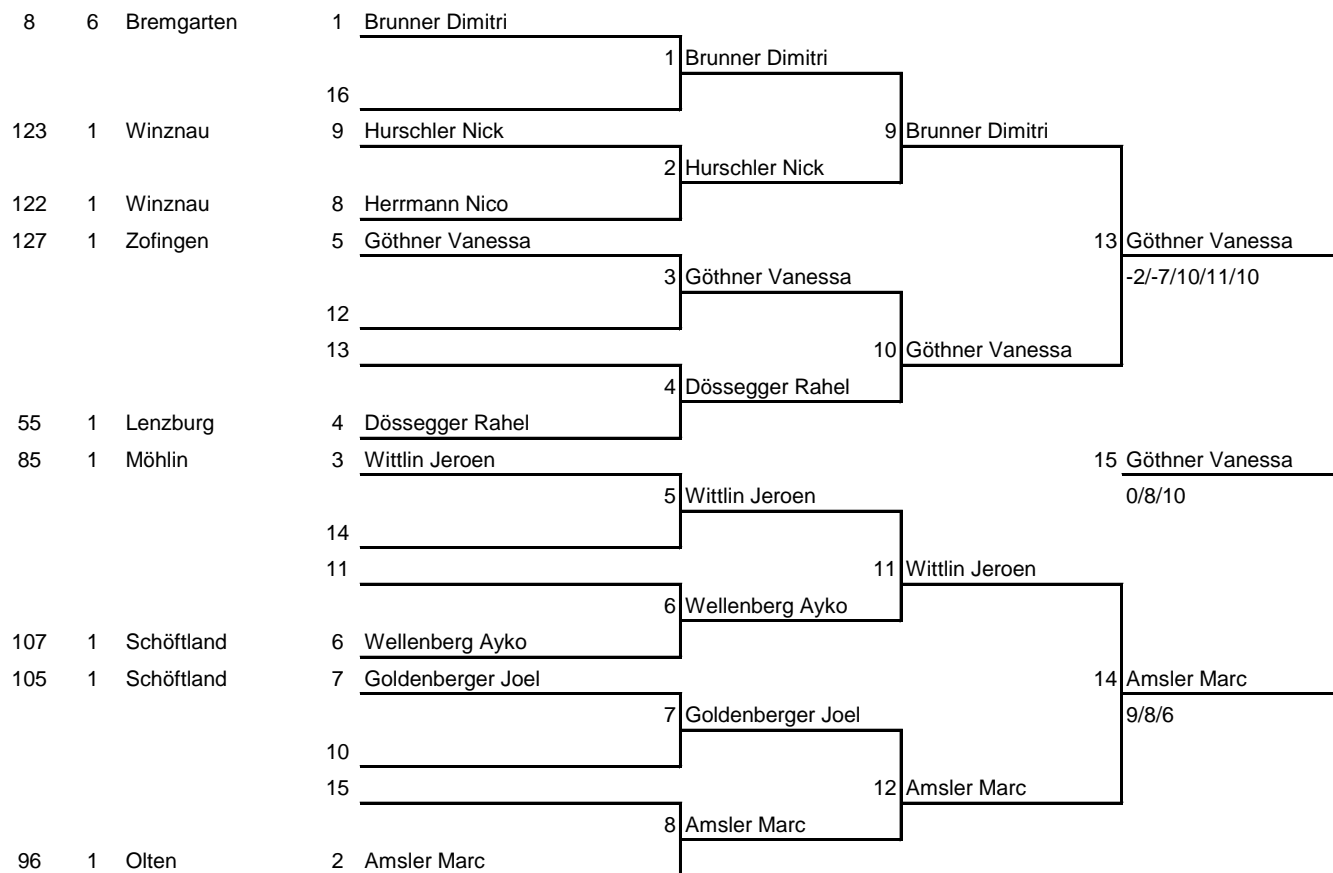 8 6 Bremgarten 1 Brunner Dimitri
1 Brunner Dimitri
16
123 1 Winznau 9 Hurschler Nick 9 Brunner Dimitri
2 Hurschler Nick
122 1 Winznau 8 Herrmann Nico
127 1 Zofingen 5 Göthner Vanessa 13 Göthner Vanessa
3 Göthner Vanessa -2/-7/10/11/10
12
13 10 Göthner Vanessa
4 Dössegger Rahel
55 1 Lenzburg 4 Dössegger Rahel
85 1 Möhlin 3 Wittlin Jeroen 15 Göthner Vanessa
5 Wittlin Jeroen 0/8/10
14
11 11 Wittlin Jeroen
6 Wellenberg Ayko
107 1 Schöftland 6 Wellenberg Ayko
105 1 Schöftland 7 Goldenberger Joel 14 Amsler Marc
7 Goldenberger Joel 9/8/6
10
15 12 Amsler Marc
8 Amsler Marc
96 1 Olten 2 Amsler Marc